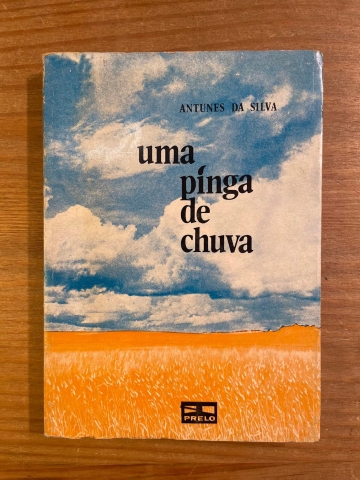 ANTUNES DA SILVA
uma
pinga
de
chuva
PRELO